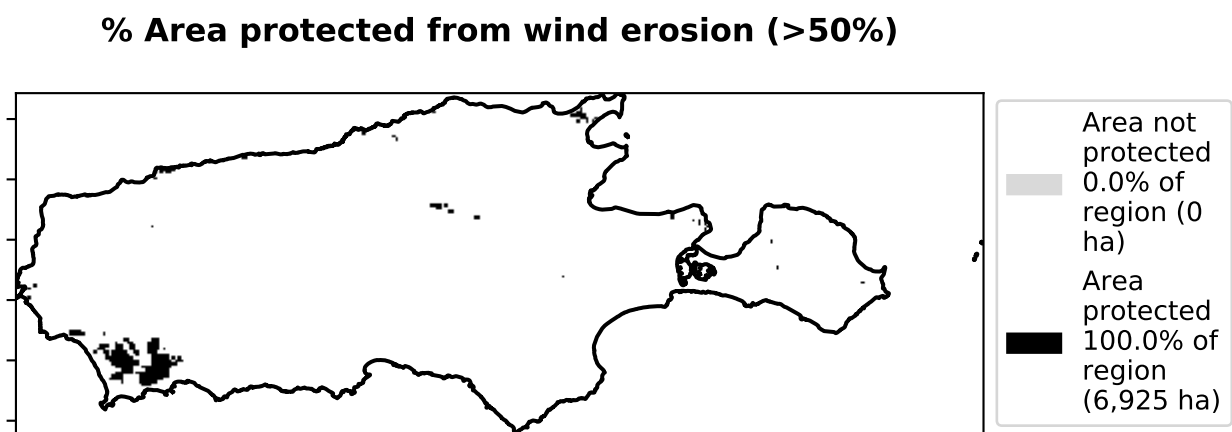 % Area protected from wind erosion (>50%)
Area not
protected
0.0% of
region (0
ha)
Area
protected
100.0% of
region
(6,925 ha)